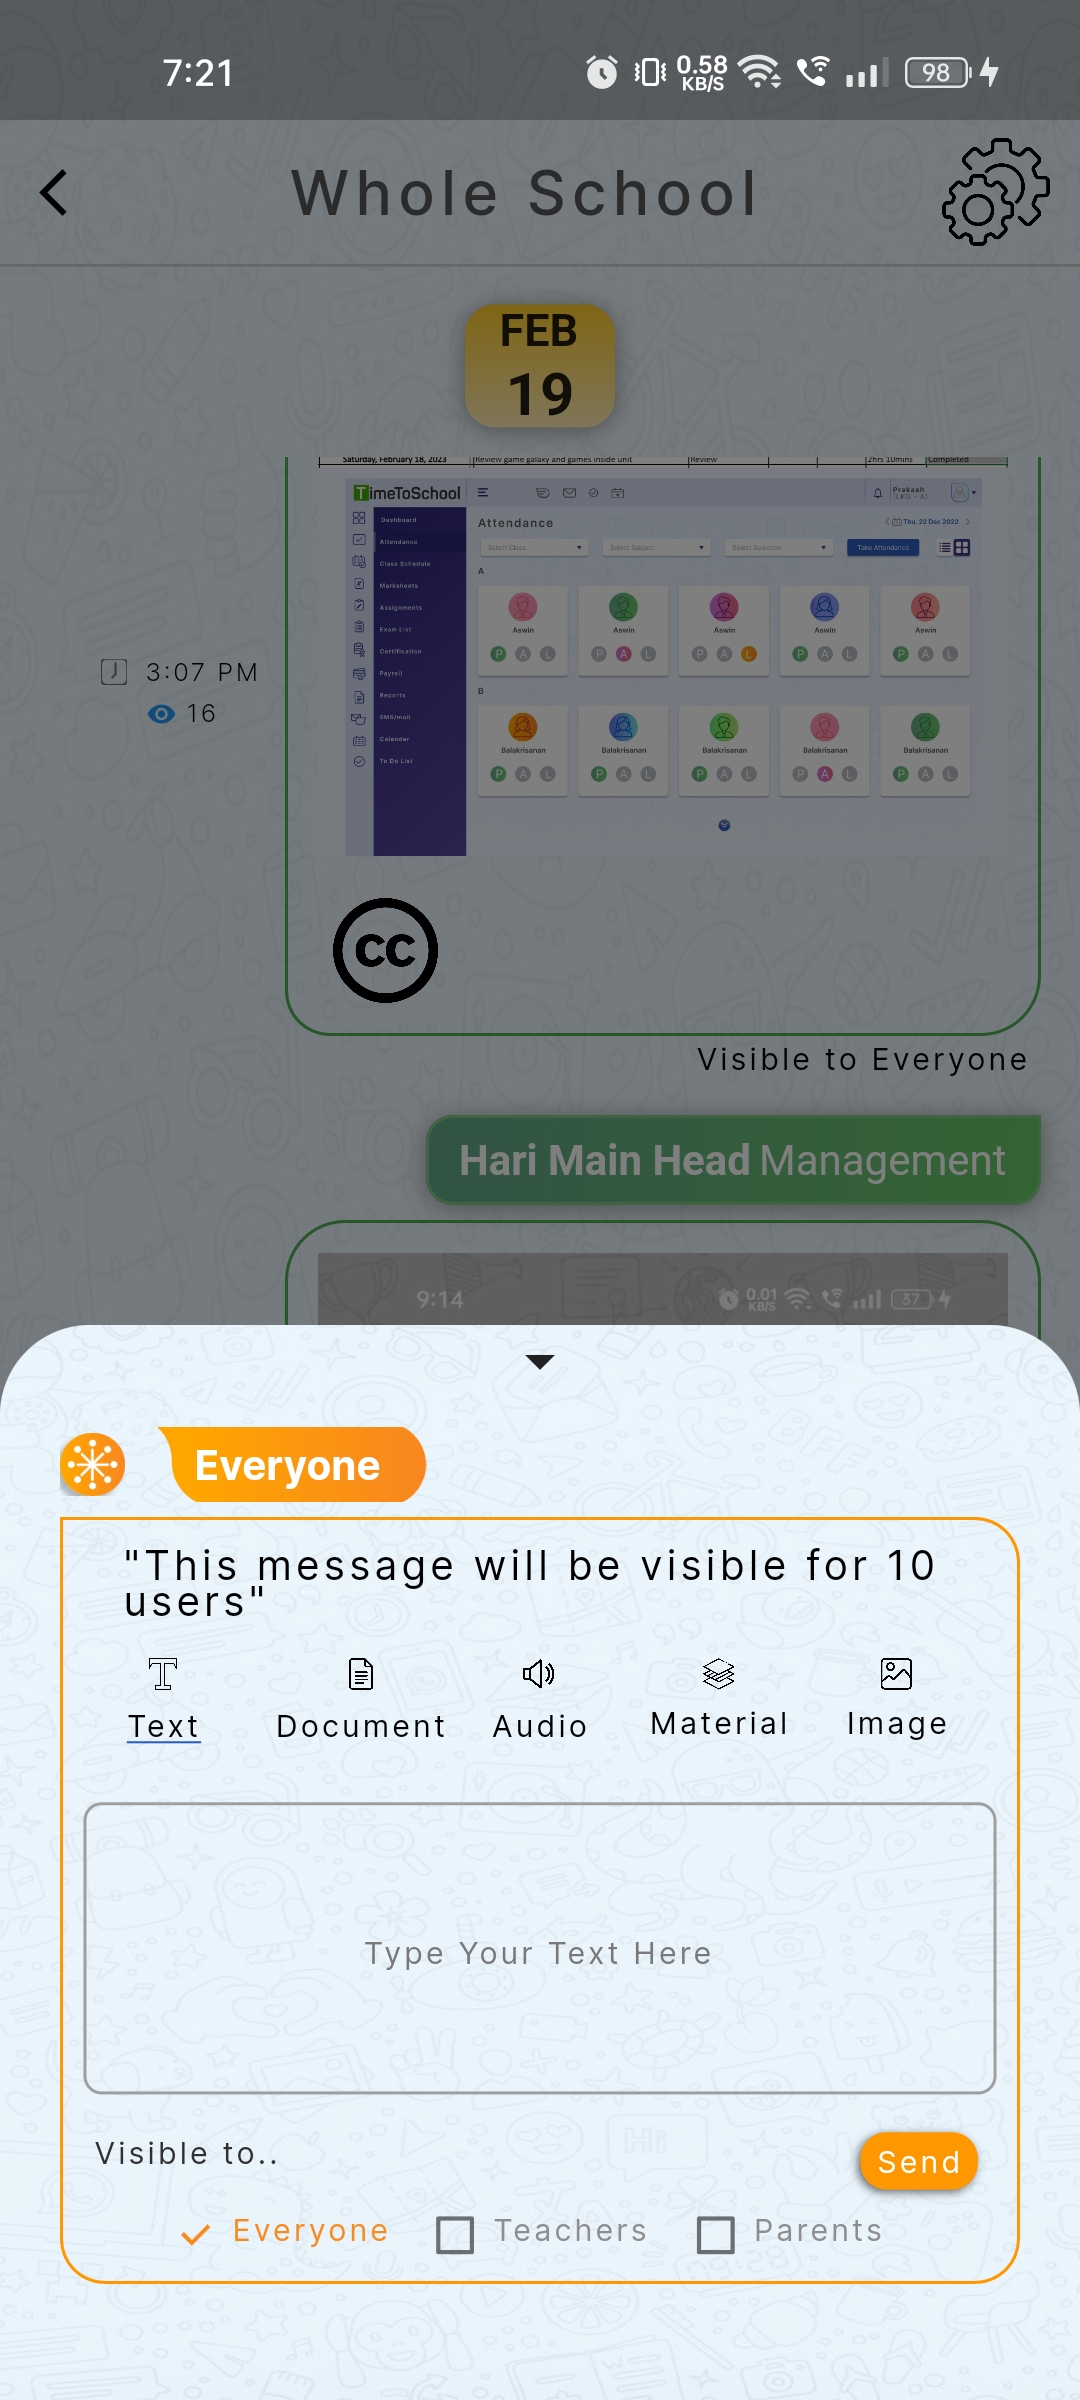 7:21
0.58
KB/S
98
Whole School
FEB
19
Saturday, February 18, 2023 Review game galaxy and games inside unit Review 2hrs 10mins Completed
TimeToSchool
Prakash
(LKG - A)
Dashboard
Attendance
Class Schedule
Marksheets
Assignments
Exam List
Certification
Payroll
Reports
SMS/mail
Calender
To Do List
Attendance
Thu, 22 Dec 2022
Select Class Select Subject Select Selection Take Attendance
A
Aswin Aswin Aswin Aswin Aswin
P A L P A L P A L P A L P A L
B
Balakrisanan Balakrisanan Balakrisanan Balakrisanan Balakrisanan
P A L P A L P A L P A L P A L
3:07 PM
16
cc
Visible to Everyone
Hari Main Head Management
9:14
0.01
KB/S
37
Everyone
"This message will be visible for 10
users"
Text Document Audio Material Image
Type Your Text Here
Visible to..
Send
Everyone Teachers Parents